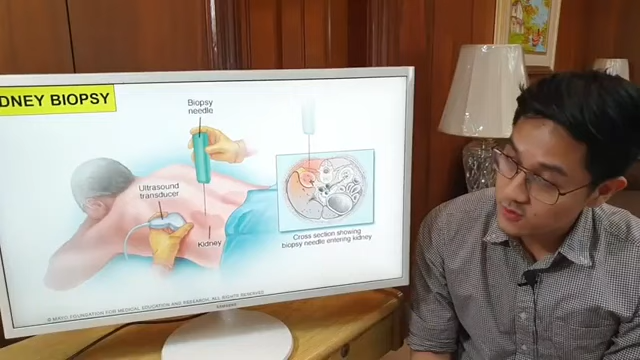 DNEY BIOPSY
Biopsy
needle
Ultrasound
transducer
Kidney
Cross section showing
biopsy needle entering kidney
© MAYO FOUNDATION FOR MEDICAL EDUCATION AND RESEARCH. ALL RIGHTS RESERVED.